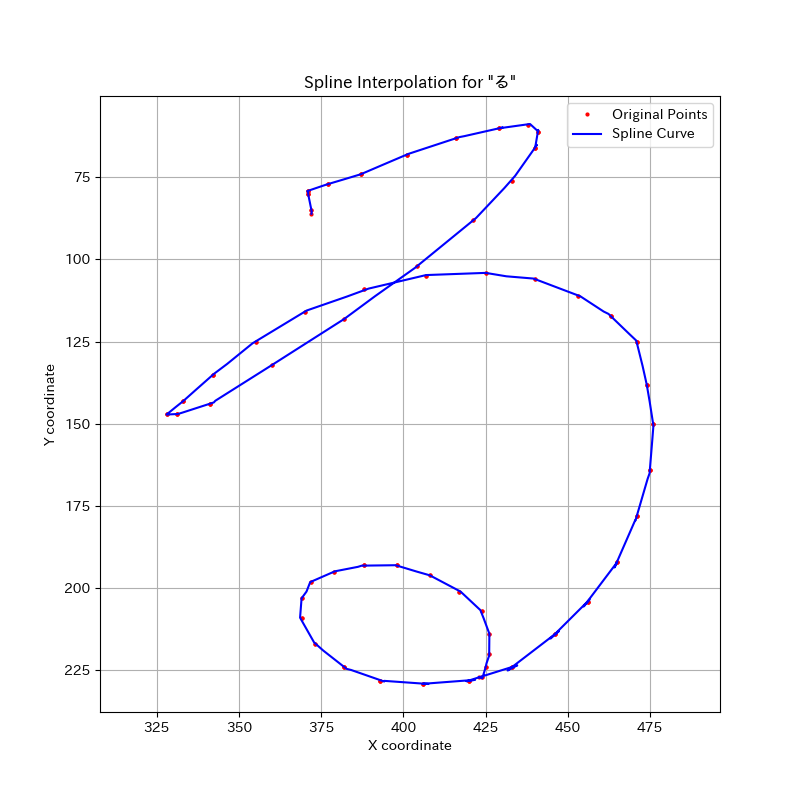 Spline Interpolation for "る"
Original Points
Spline Curve
75
100
125
150
175
200
225
Y coordinate
る
325
350
375
400
425
450
475
X coordinate